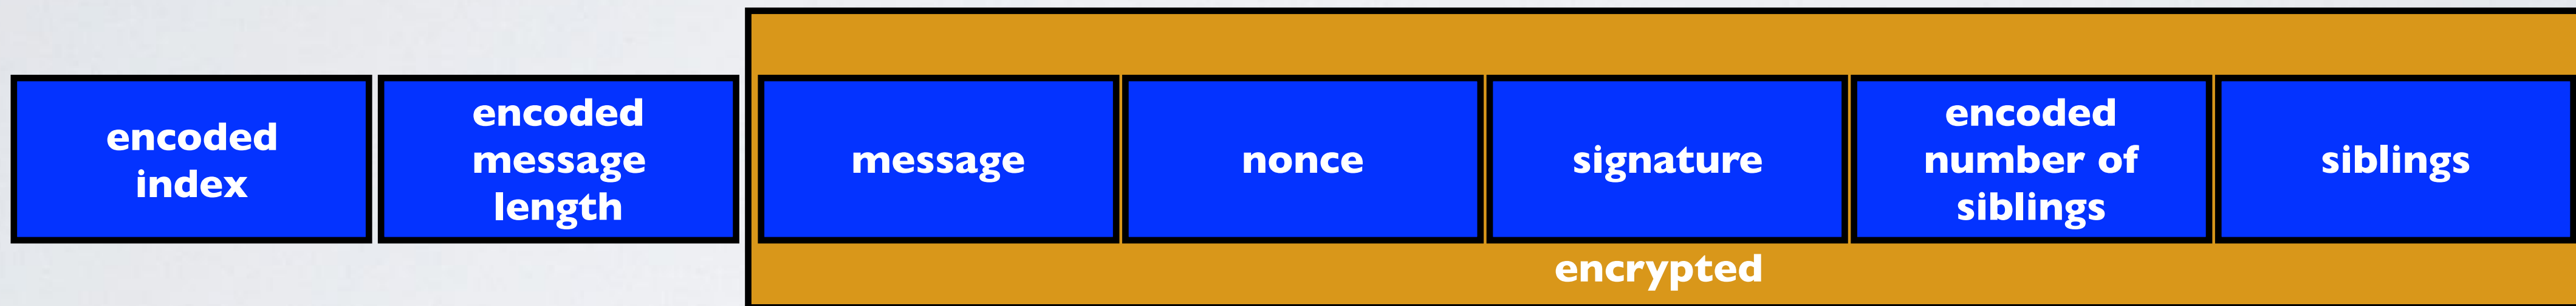 encoded
index
encoded
message
length
message
nonce
signature
encoded
number of
siblings
siblings
encrypted